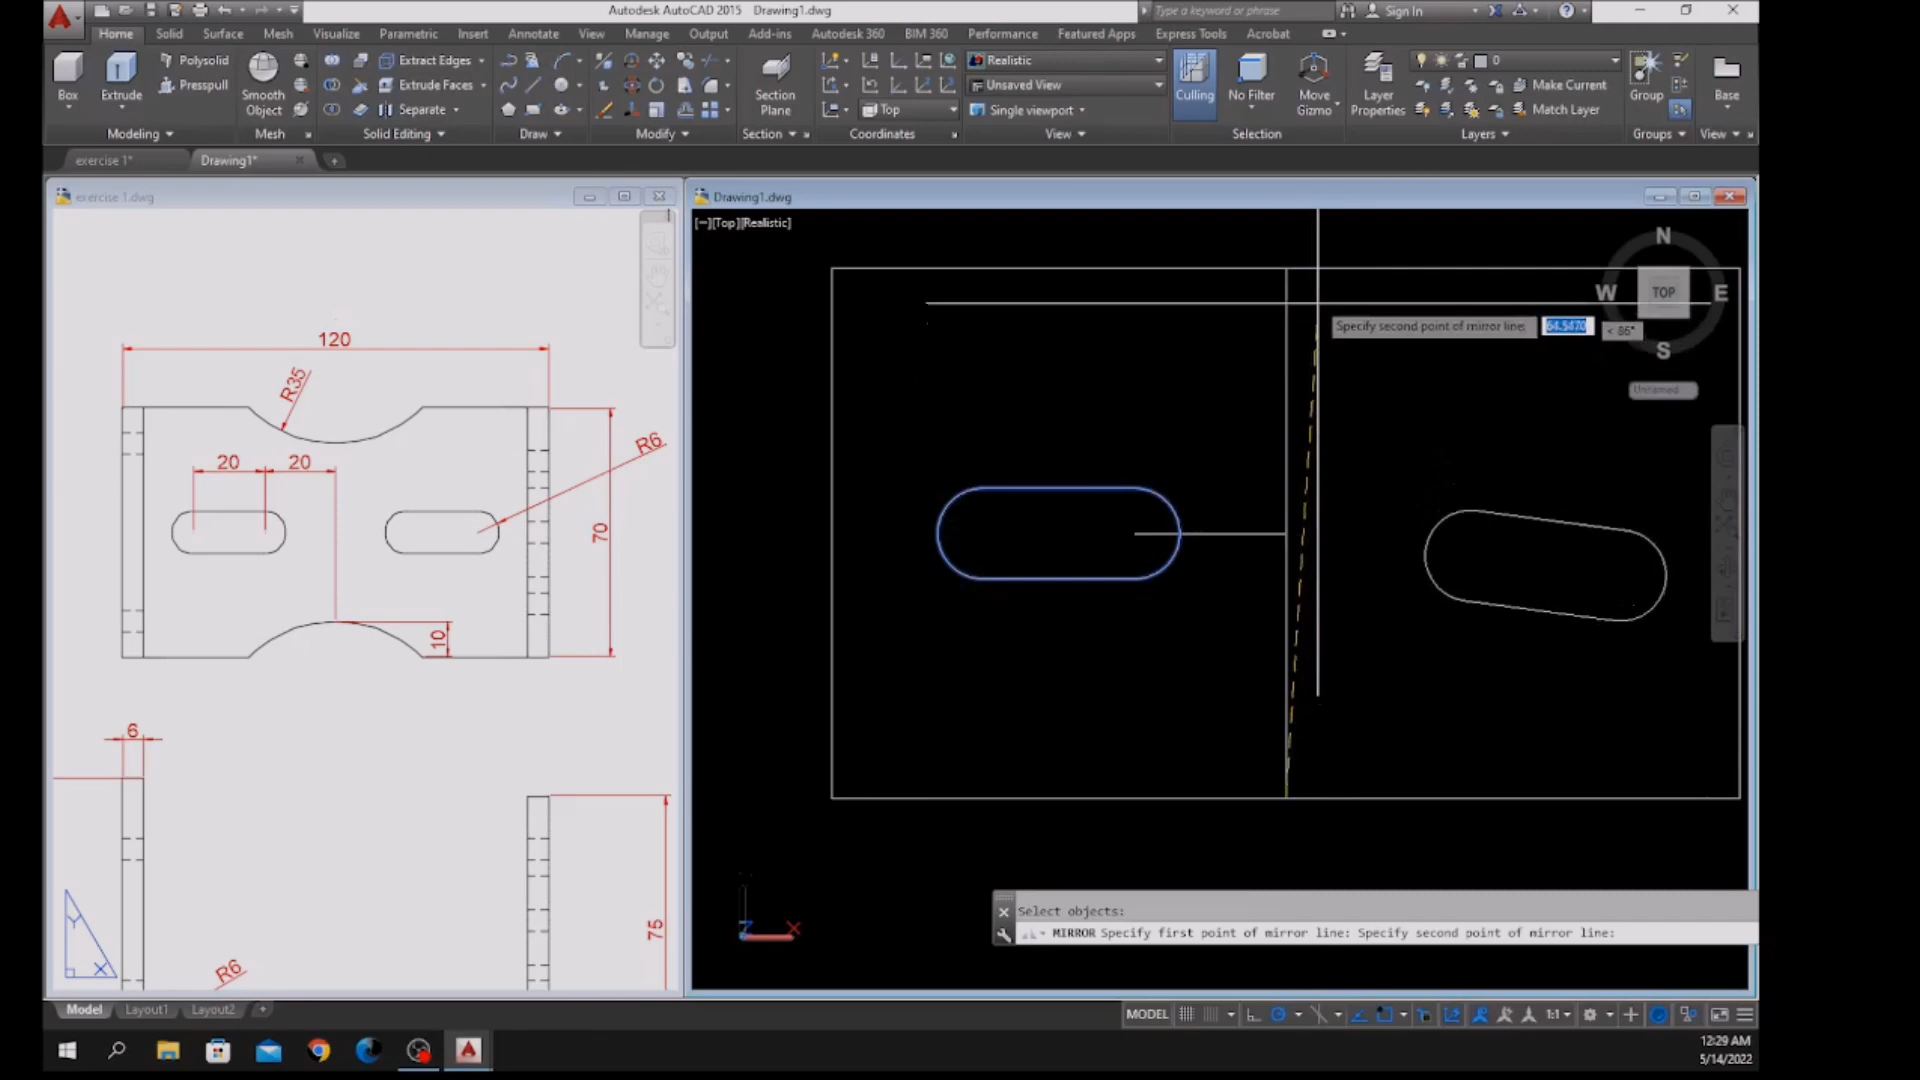 Autodesk AutoCAD 2015 Drawing1.dwg
Type a keyword or phrase
Sign In
Home Solid Surface Mesh Visualize Parametric Insert Annotate View Manage Output Add-ins Autodesk 360 BIM 360 Performance Featured Apps Express Tools Acrobat
Box
Extrude
Polysolid
Presspull
Smooth Object
Extract Edges
Extrude Faces
Separate
Section Plane
Top
Realistic
Unsaved View
Single viewport
Culling
No Filter
Move Gizmo
Layer Properties
0
Make Current
Match Layer
Group
Base
Modeling Mesh Solid Editing Draw Modify Section Coordinates View Selection Layers Groups View
exercise 1*
Drawing1*
exercise 1.dwg
Drawing1.dwg
[−][Top][Realistic]
N
W TOP E
S
Unnamed
Specify second point of mirror line: 64.5470 < 86°
120
R35
R6
20 20
70
10
6
75
R6
Y
X
X
Select objects:
MIRROR Specify first point of mirror line: Specify second point of mirror line:
Model Layout1 Layout2
MODEL
1:1
12:29 AM
5/14/2022